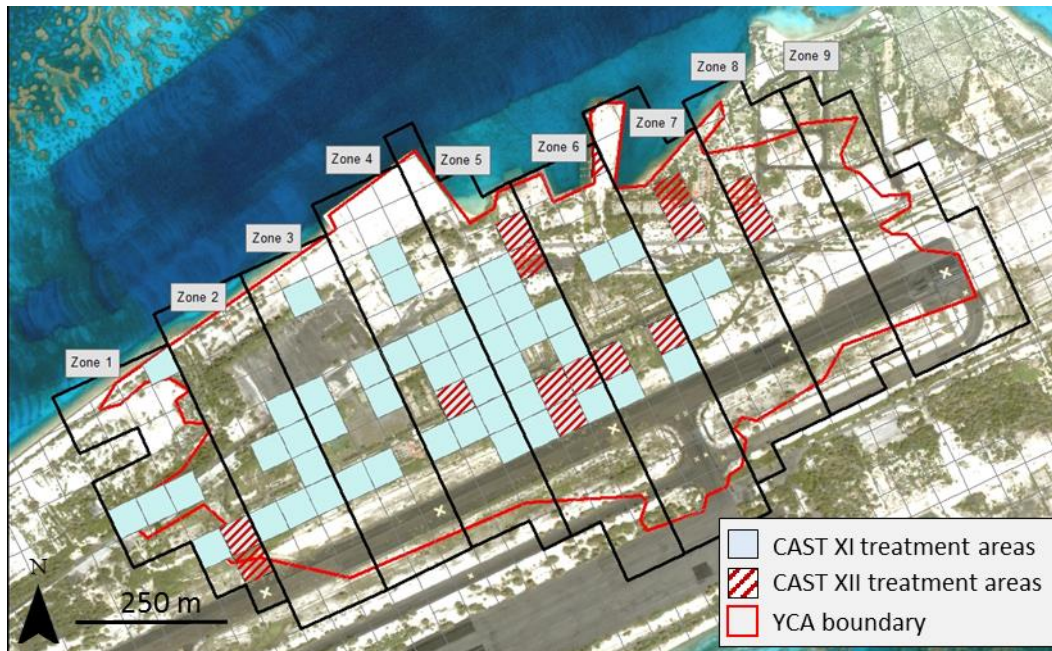 Zone 9
Zone 8
Zone 7
Zone 6
Zone 5
Zone 4
Zone 3
Zone 2
Zone 1
N
250 m
CAST XI treatment areas
CAST XII treatment areas
YCA boundary